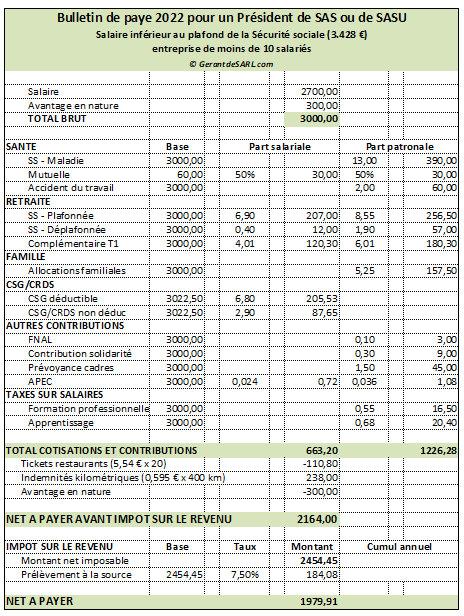 Bulletin de paye 2022 pour un Président de SAS ou de SASU
Salaire inférieur au plafond de la Sécurité sociale (3.428 €)
entreprise de moins de 10 salariés
© GerantdeSARL.com
Salaire 2700,00
Avantage en nature 300,00
TOTAL BRUT 3000,00
SANTE Base Part salariale Part patronale
SS - Maladie 3000,00 13,00 390,00
Mutuelle 60,00 50% 30,00 50% 30,00
Accident du travail 3000,00 2,00 60,00
RETRAITE
SS - Plafonnée 3000,00 6,90 207,00 8,55 256,50
SS - Déplafonnée 3000,00 0,40 12,00 1,90 57,00
Complémentaire T1 3000,00 4,01 120,30 6,01 180,30
FAMILLE
Allocations familiales 3000,00 5,25 157,50
CSG/CRDS
CSG déductible 3022,50 6,80 205,53
CSG/CRDS non déduc 3022,50 2,90 87,65
AUTRES CONTRIBUTIONS
FNAL 3000,00 0,10 3,00
Contribution solidarité 3000,00 0,30 9,00
Prévoyance cadres 3000,00 1,50 45,00
APEC 3000,00 0,024 0,72 0,036 1,08
TAXES SUR SALAIRES
Formation professionnelle 3000,00 0,55 16,50
Apprentissage 3000,00 0,68 20,40
TOTAL COTISATIONS ET CONTRIBUTIONS 663,20 1226,28
Tickets restaurants (5,54 € x 20) -110,80
Indemnités kilométriques (0,595 € x 400 km) 238,00
Avantage en nature -300,00
NET A PAYER AVANT IMPOT SUR LE REVENU 2164,00
IMPOT SUR LE REVENU Base Taux Montant Cumul annuel
Montant net imposable 2454,45
Prélèvement à la source 2454,45 7,50% 184,08
NET A PAYER 1979,91